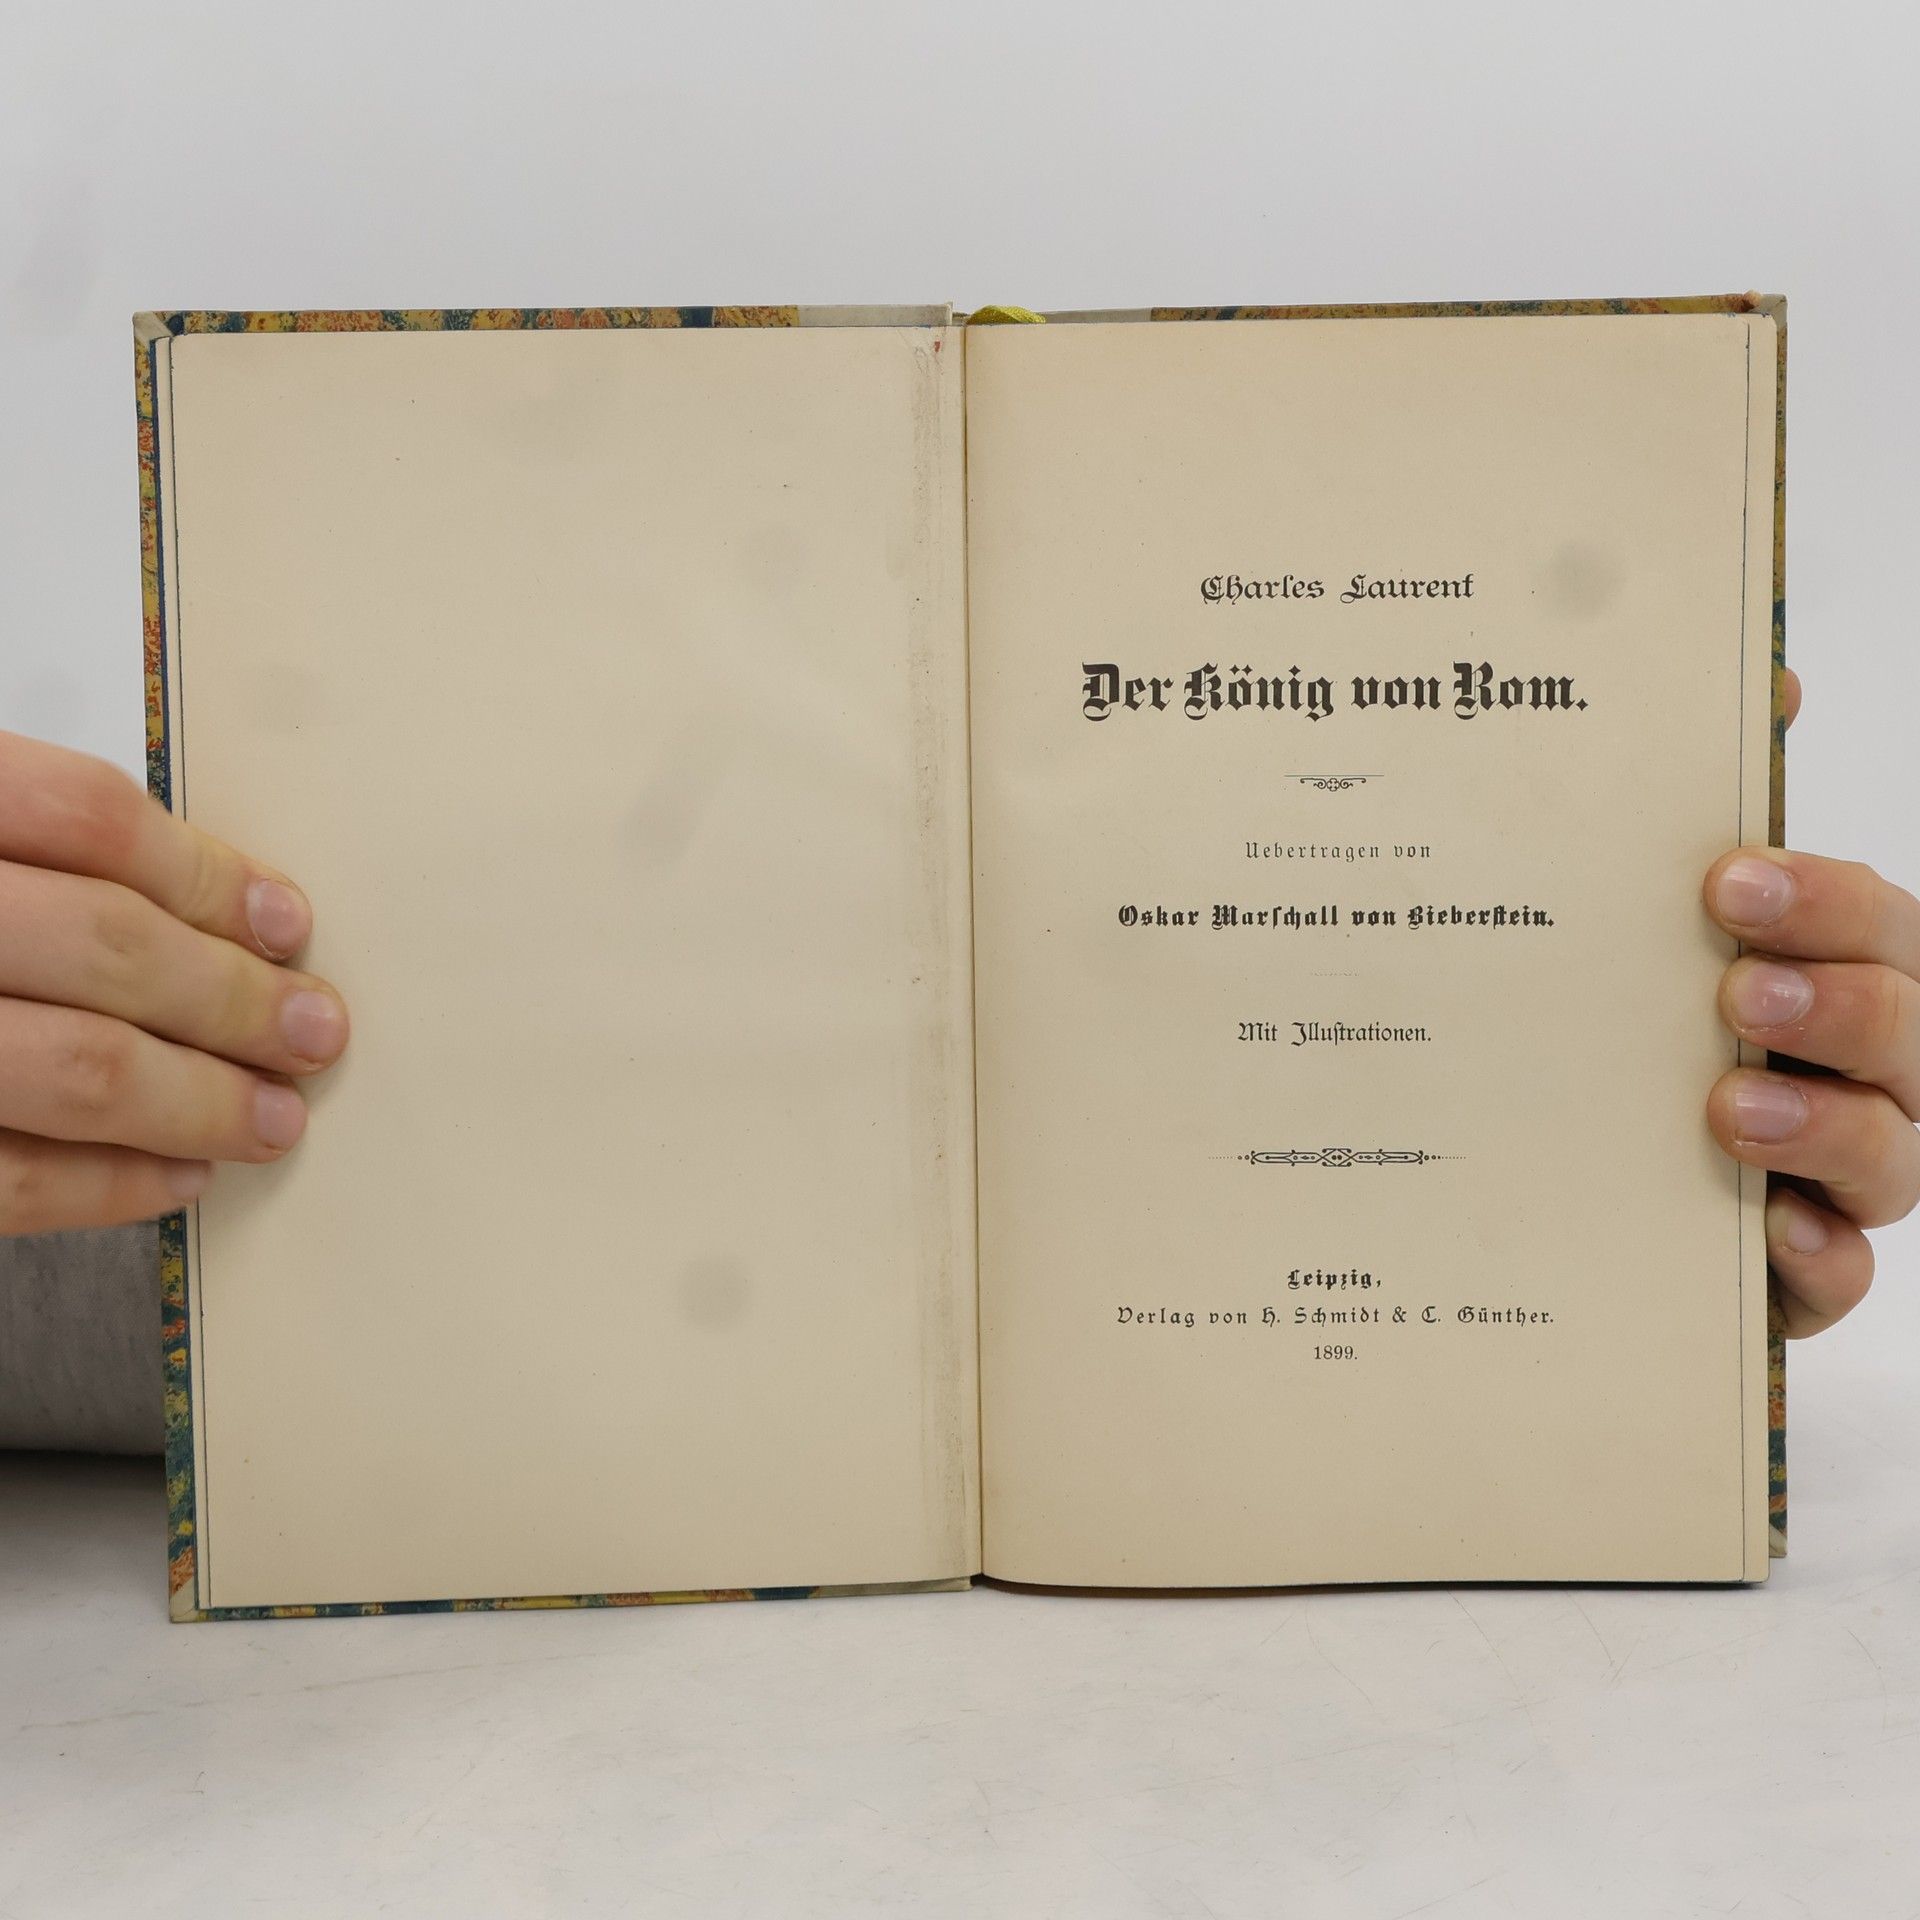 Charles Laurent
Der König von Rom.
Uebertragen von
Oskar Marſchall von Bieberſtein.
Mit Illuſtrationen.
Leipzig,
Verlag von H. Schmidt & C. Günther.
1899.